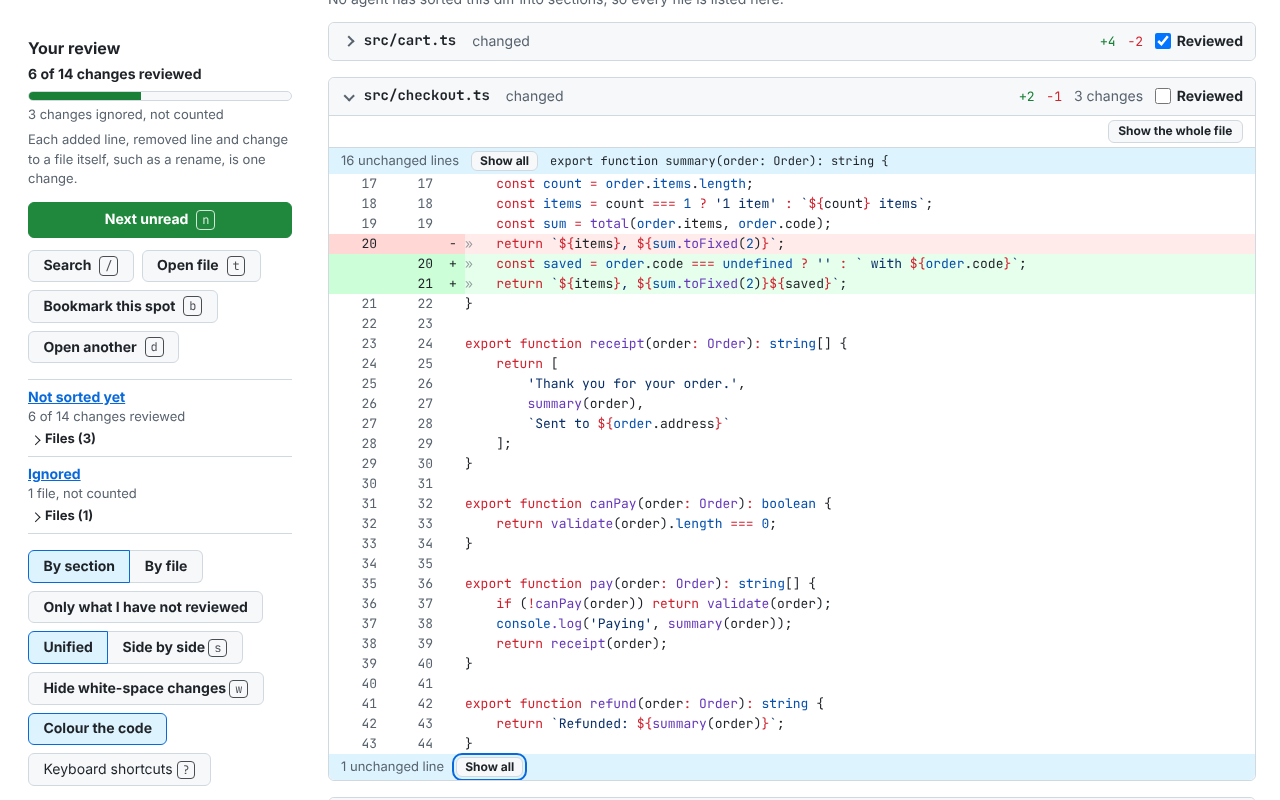 No agent has sorted this diff into sections, so every file is listed here.
Your review
6 of 14 changes reviewed
3 changes ignored, not counted
Each added line, removed line and change
to a file itself, such as a rename, is one
change.
Next unread n
Search / Open file t
Bookmark this spot b
Open another d
Not sorted yet
6 of 14 changes reviewed
Files (3)
Ignored
1 file, not counted
Files (1)
By section By file
Only what I have not reviewed
Unified Side by side s
Hide white-space changes w
Colour the code
Keyboard shortcuts ?
src/cart.ts changed +4 -2 Reviewed
src/checkout.ts changed +2 -1 3 changes Reviewed
Show the whole file
16 unchanged lines Show all export function summary(order: Order): string {
17 17 const count = order.items.length;
18 18 const items = count === 1 ? '1 item' : `${count} items`;
19 19 const sum = total(order.items, order.code);
20 - » return `${items}, ${sum.toFixed(2)}`;
20 + » const saved = order.code === undefined ? '' : ` with ${order.code}`;
21 + » return `${items}, ${sum.toFixed(2)}${saved}`;
21 22 }
22 23
23 24 export function receipt(order: Order): string[] {
24 25 return [
25 26 'Thank you for your order.',
26 27 summary(order),
27 28 `Sent to ${order.address}`
28 29 ];
29 30 }
30 31
31 32 export function canPay(order: Order): boolean {
32 33 return validate(order).length === 0;
33 34 }
34 35
35 36 export function pay(order: Order): string[] {
36 37 if (!canPay(order)) return validate(order);
37 38 console.log('Paying', summary(order));
38 39 return receipt(order);
39 40 }
40 41
41 42 export function refund(order: Order): string {
42 43 return `Refunded: ${summary(order)}`;
43 44 }
1 unchanged line Show all